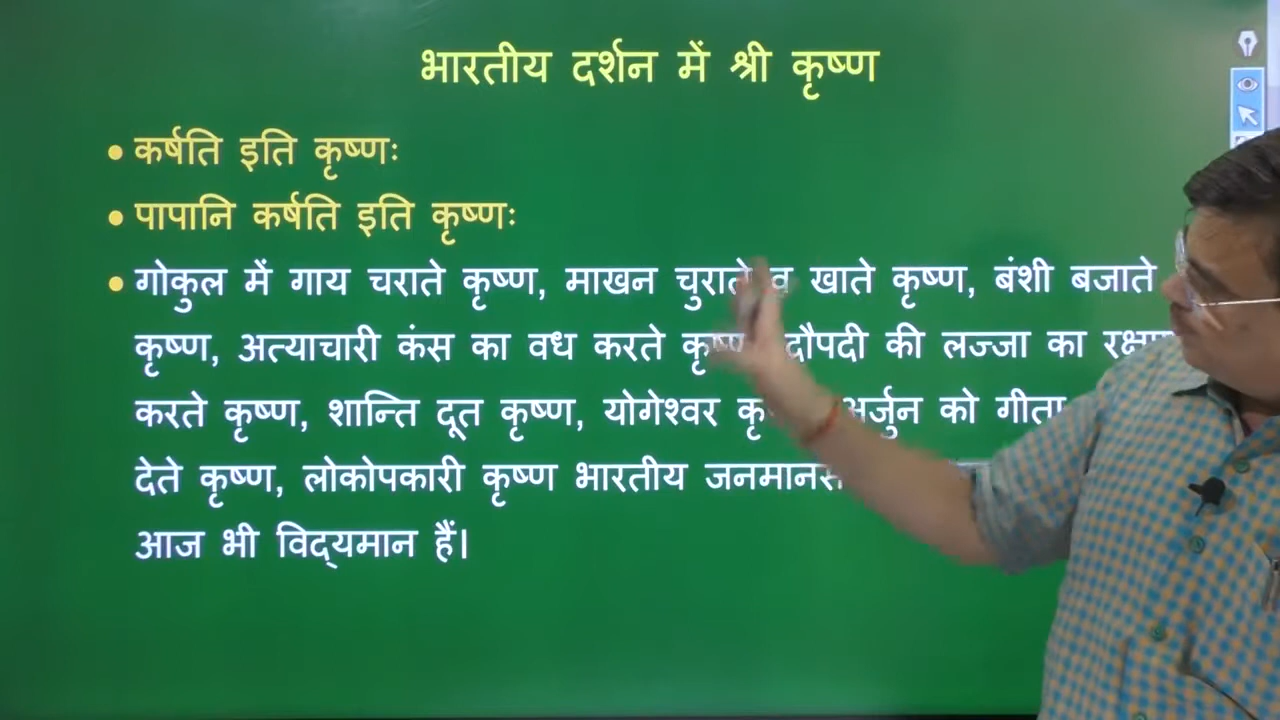 भारतीय दर्शन में श्री कृष्ण
• कर्षति इति कृष्णः
• पापानि कर्षति इति कृष्णः
• गोकुल में गाय चराते कृष्ण, माखन चुराते व खाते कृष्ण, बंशी बजाते
कृष्ण, अत्याचारी कंस का वध करते कृष्ण द्रौपदी की लज्जा का
करते कृष्ण, शान्ति दूत कृष्ण, योगेश्वर अर्जुन को गीता
देते कृष्ण, लोकोपकारी कृष्ण भारतीय
आज भी विद्यमान हैं।